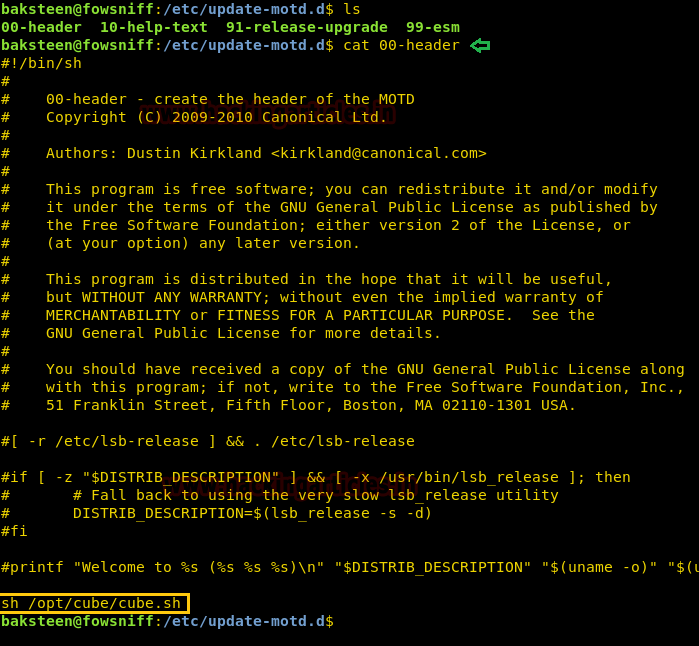 baksteen@fowsniff:/etc/update-motd.d$ ls
00-header  10-help-text  91-release-upgrade  99-esm
baksteen@fowsniff:/etc/update-motd.d$ cat 00-header
#!/bin/sh
#
#    00-header - create the header of the MOTD
#    Copyright (C) 2009-2010 Canonical Ltd.
#
#    Authors: Dustin Kirkland <kirkland@canonical.com>
#
#    This program is free software; you can redistribute it and/or modify
#    it under the terms of the GNU General Public License as published by
#    the Free Software Foundation; either version 2 of the License, or
#    (at your option) any later version.
#
#    This program is distributed in the hope that it will be useful,
#    but WITHOUT ANY WARRANTY; without even the implied warranty of
#    MERCHANTABILITY or FITNESS FOR A PARTICULAR PURPOSE.  See the
#    GNU General Public License for more details.
#
#    You should have received a copy of the GNU General Public License along
#    with this program; if not, write to the Free Software Foundation, Inc.,
#    51 Franklin Street, Fifth Floor, Boston, MA 02110-1301 USA.
#[ -r /etc/lsb-release ] && . /etc/lsb-release
#if [ -z "$DISTRIB_DESCRIPTION" ] && [ -x /usr/bin/lsb_release ]; then
#       # Fall back to using the very slow lsb_release utility
#       DISTRIB_DESCRIPTION=$(lsb_release -s -d)
#fi
#printf "Welcome to %s (%s %s %s)\n" "$DISTRIB_DESCRIPTION" "$(uname -o)" "$(u
sh /opt/cube/cube.sh
baksteen@fowsniff:/etc/update-motd.d$